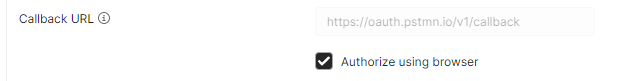 Callback URL
https://oauth.pstmn.io/v1/callback
Authorize using browser